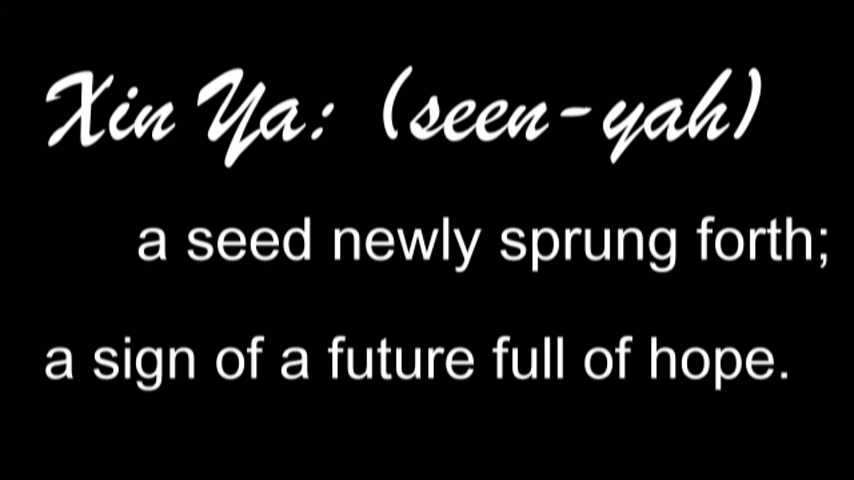 Xin Ya: (seen-yah)
a seed newly sprung forth;
a sign of a future full of hope.